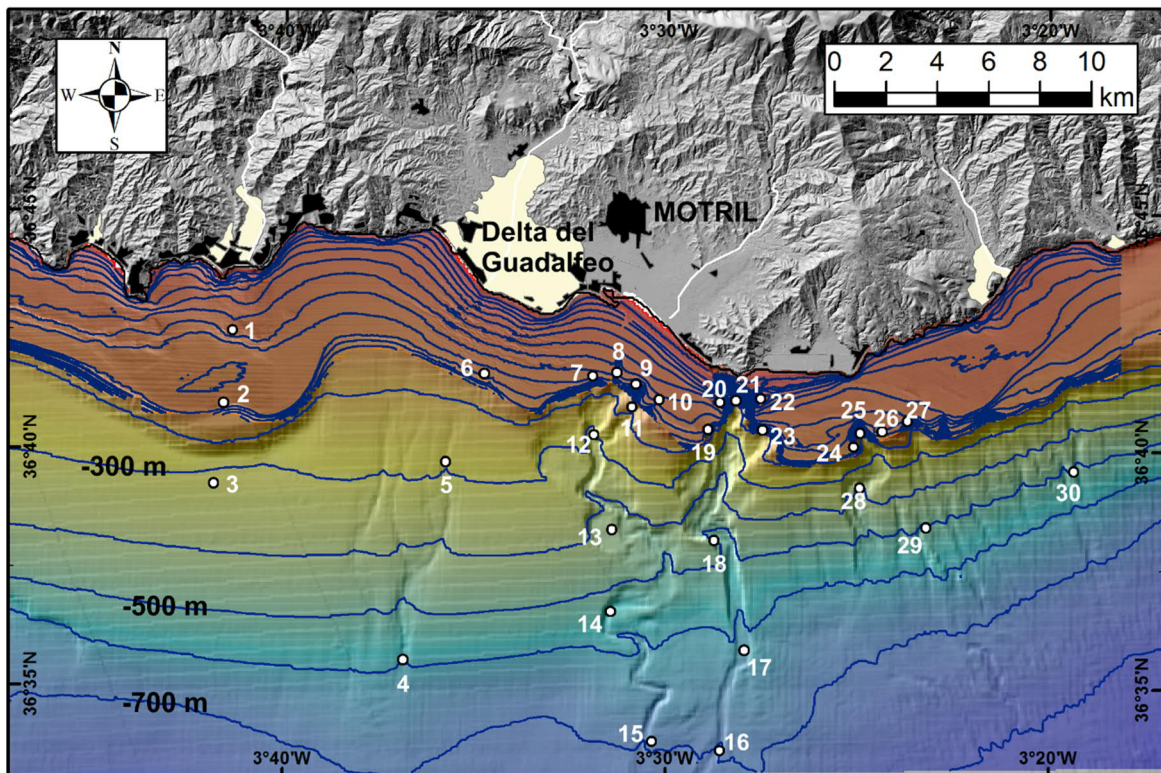 3°40'W
3°30'W
3°20'W
N
W
E
S
0 2 4 6 8 10
km
36°45'N
36°45'N
MOTRIL
Delta del
Guadalfeo
1
2
3
4
5
6
7
8
9
10
11
12
13
14
15
16
17
18
19
20
21
22
23
24
25
26
27
28
29
30
36°40'N
36°40'N
-300 m
-500 m
36°35'N
36°35'N
-700 m
3°40'W
3°30'W
3°20'W